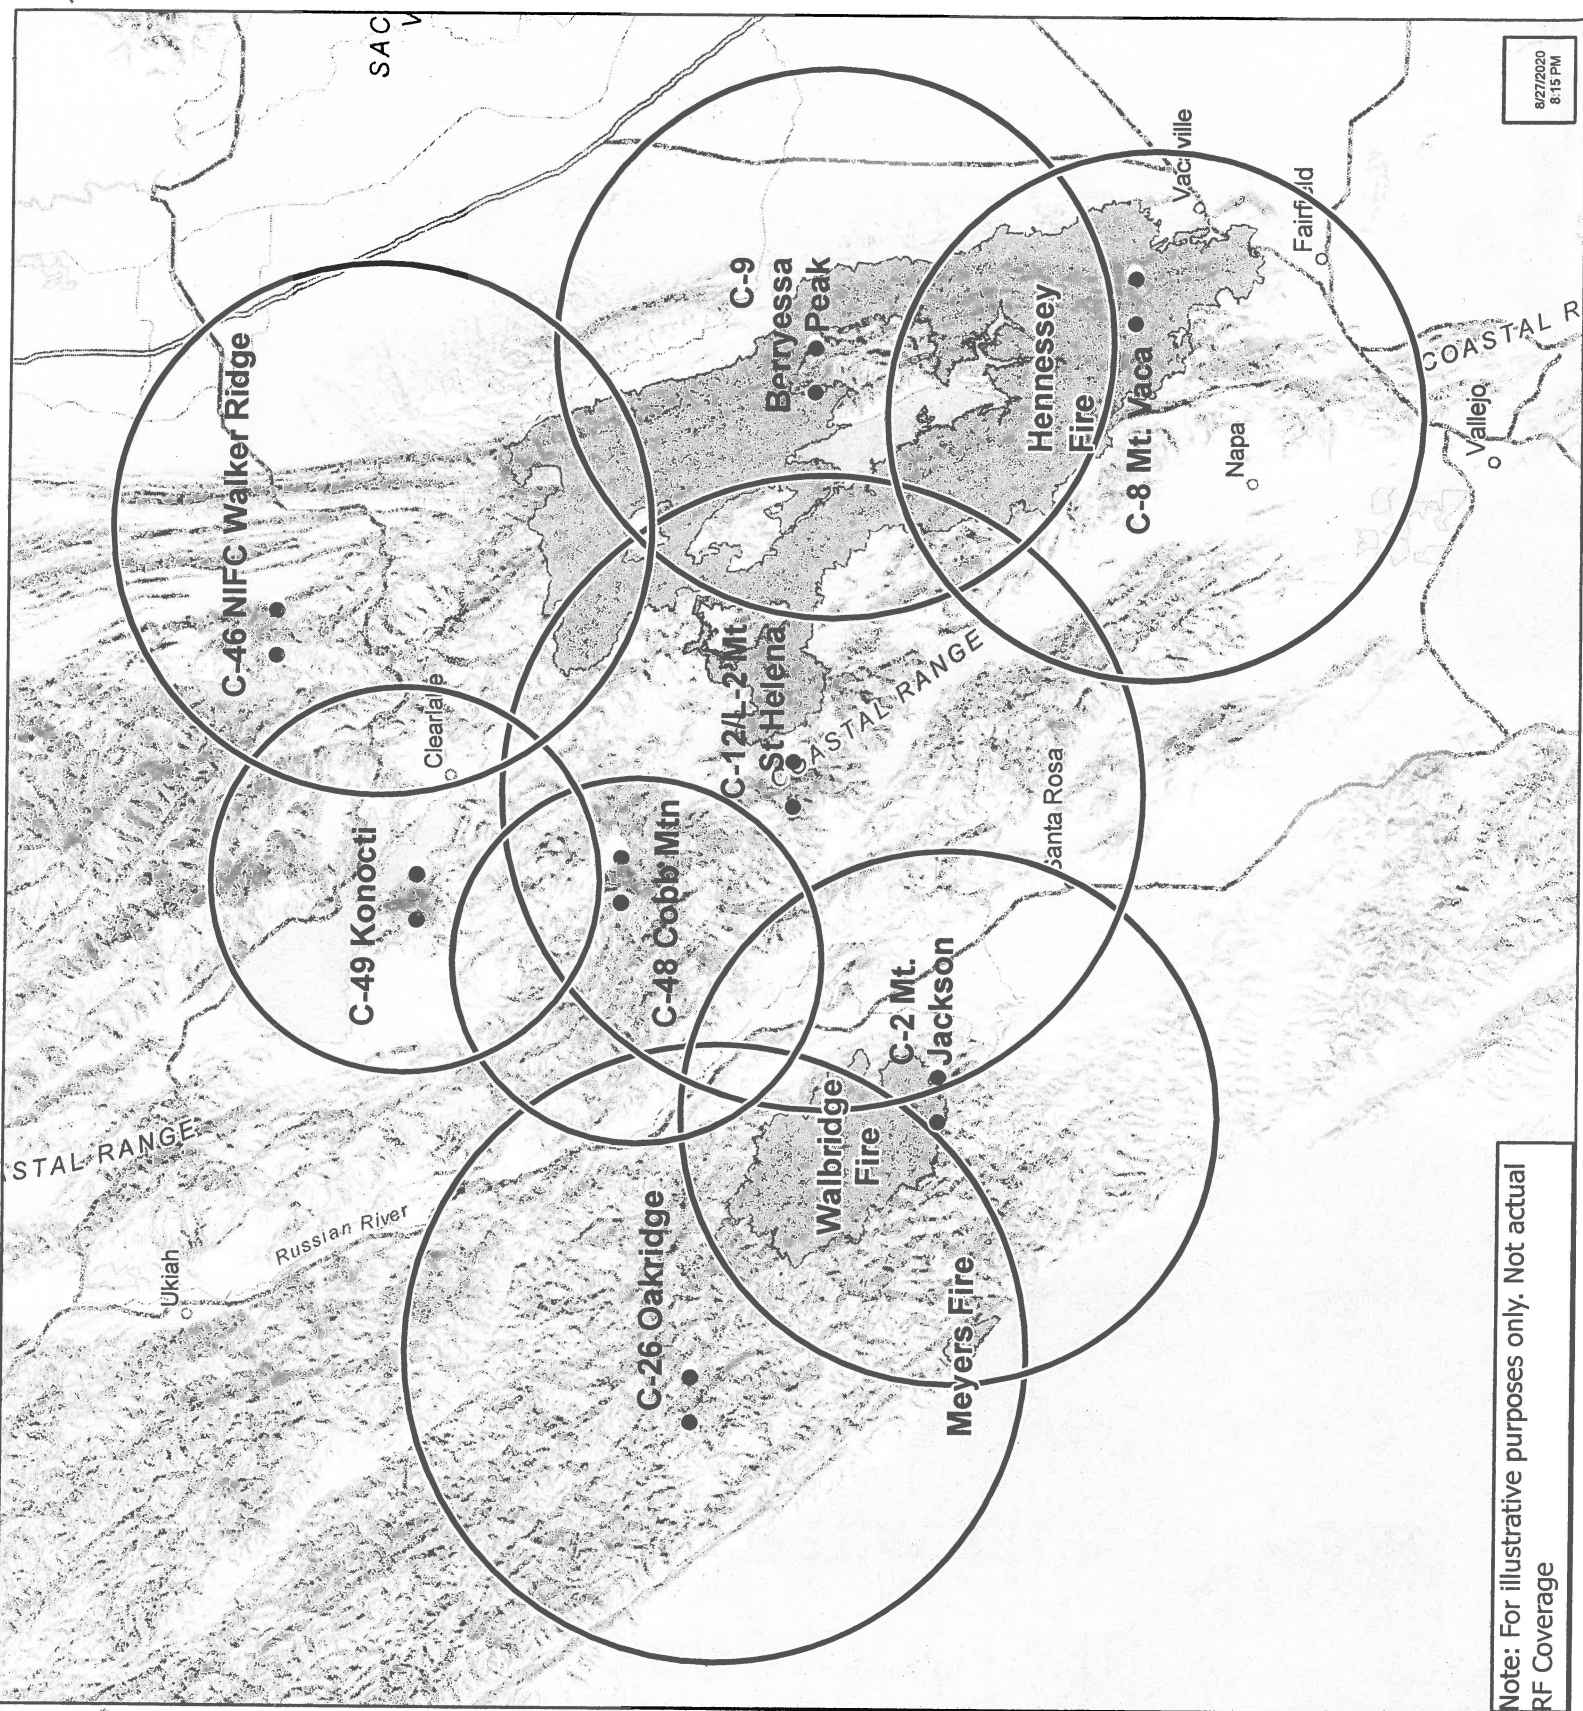 SAC
V
8/27/2020
8:15 PM
C-46 NIFC Walker Ridge
C-9
Berryessa
Peak
Vacaville
Fairfield
Hennessey
Fire
C-8 Mt. Vaca
Napa
Vallejo
COASTAL R
Clearlake
C-49 Konocti
C-12/L-2 Mt
St Helena
COASTAL RANGE
C-48 Cobb Mtn
Santa Rosa
C-2 Mt.
Jackson
ASTAL RANGE
Ukiah
Russian River
C-26 Oakridge
Walbridge
Fire
Meyers Fire
Note: For illustrative purposes only. Not actual
RF Coverage